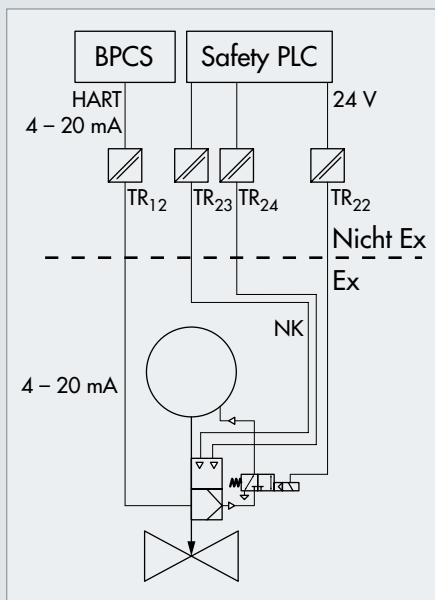 BPCS
Safety PLC
HART
4 – 20 mA
24 V
TR12
TR23
TR24
TR22
Nicht Ex
Ex
NK
4 – 20 mA